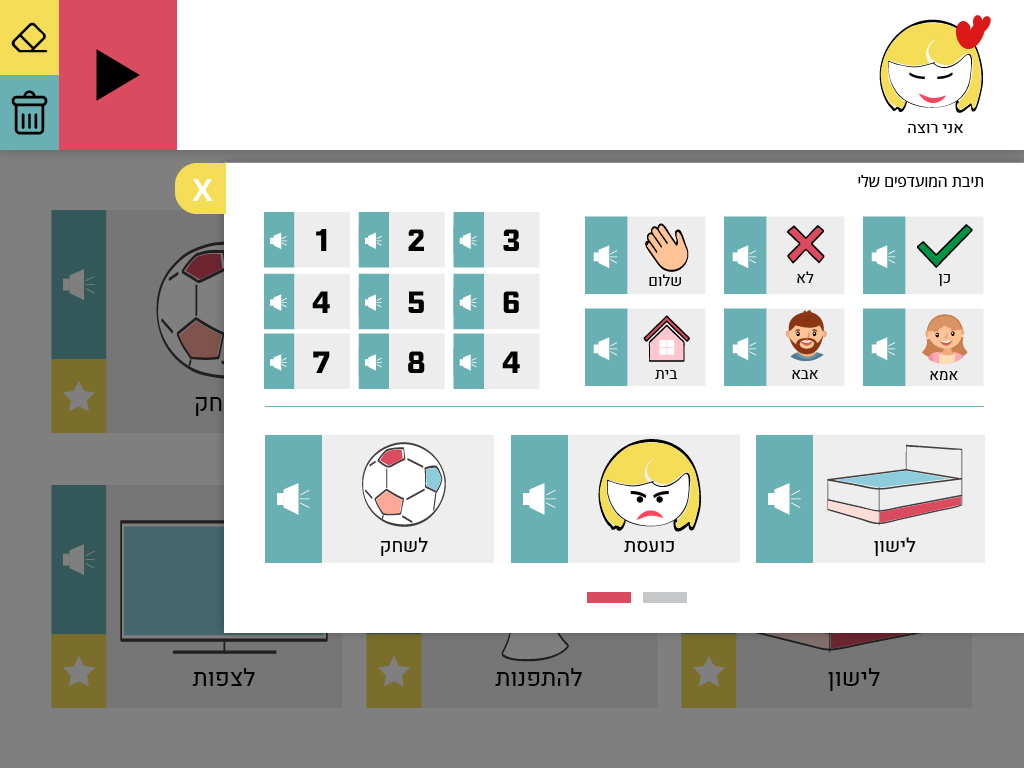 אני רוצה
תיבת המועדפים שלי
X
כן
לא
שלום
אמא
אבא
בית
1 2 3
4 5 6
7 8 4
לישון
כועסת
לשחק
חק
לישון
להתפנות
לצפות